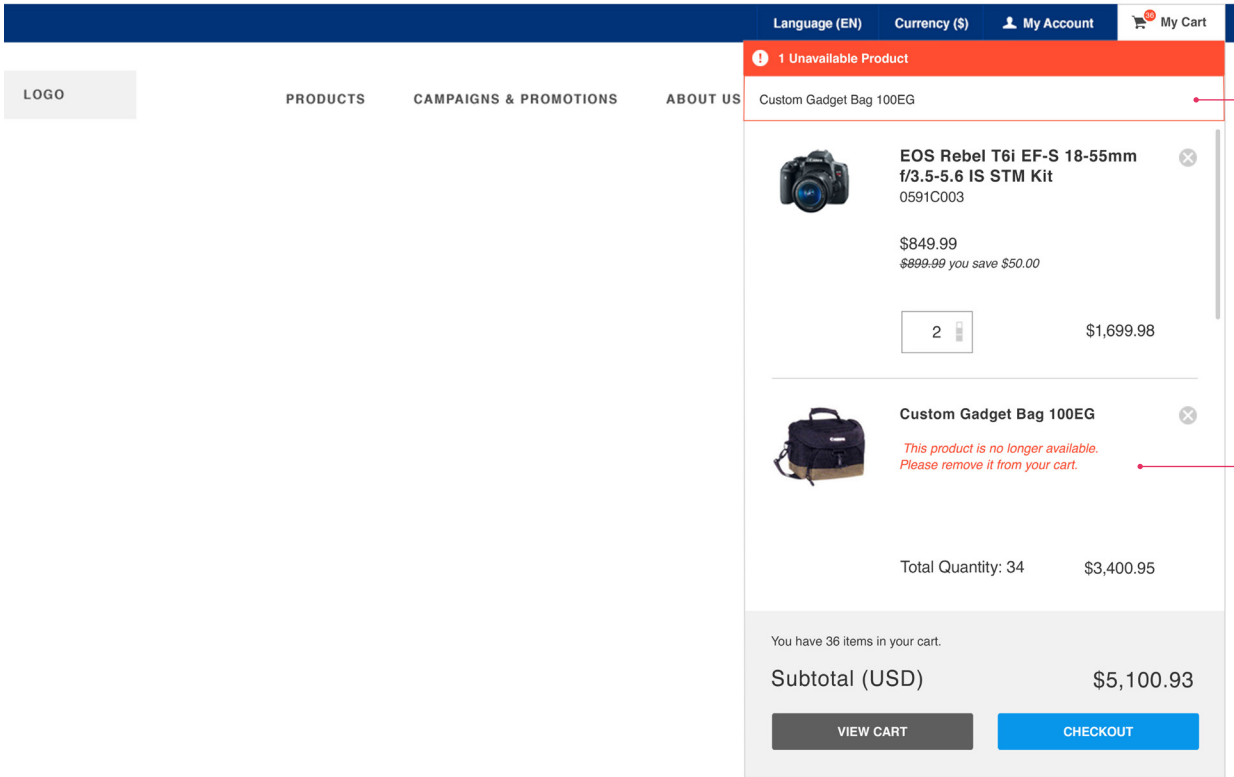 Language (EN) Currency ($) My Account 36 My Cart
1 Unavailable Product
LOGO
PRODUCTS CAMPAIGNS & PROMOTIONS ABOUT US
Custom Gadget Bag 100EG
EOS Rebel T6i EF-S 18-55mm
f/3.5-5.6 IS STM Kit
0591C003
$849.99
$899.99 you save $50.00
2 $1,699.98
Custom Gadget Bag 100EG
This product is no longer available.
Please remove it from your cart.
Total Quantity: 34 $3,400.95
You have 36 items in your cart.
Subtotal (USD) $5,100.93
VIEW CART CHECKOUT